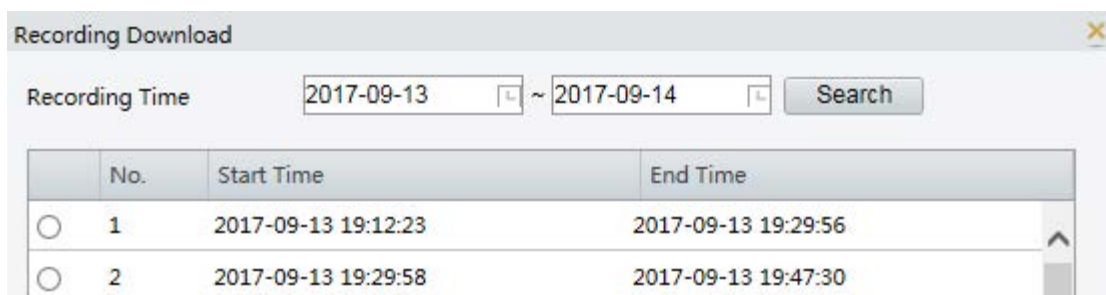 Recording Download
Recording Time 2017-09-13 ~ 2017-09-14 Search
No. Start Time End Time
1 2017-09-13 19:12:23 2017-09-13 19:29:56
2 2017-09-13 19:29:58 2017-09-13 19:47:30